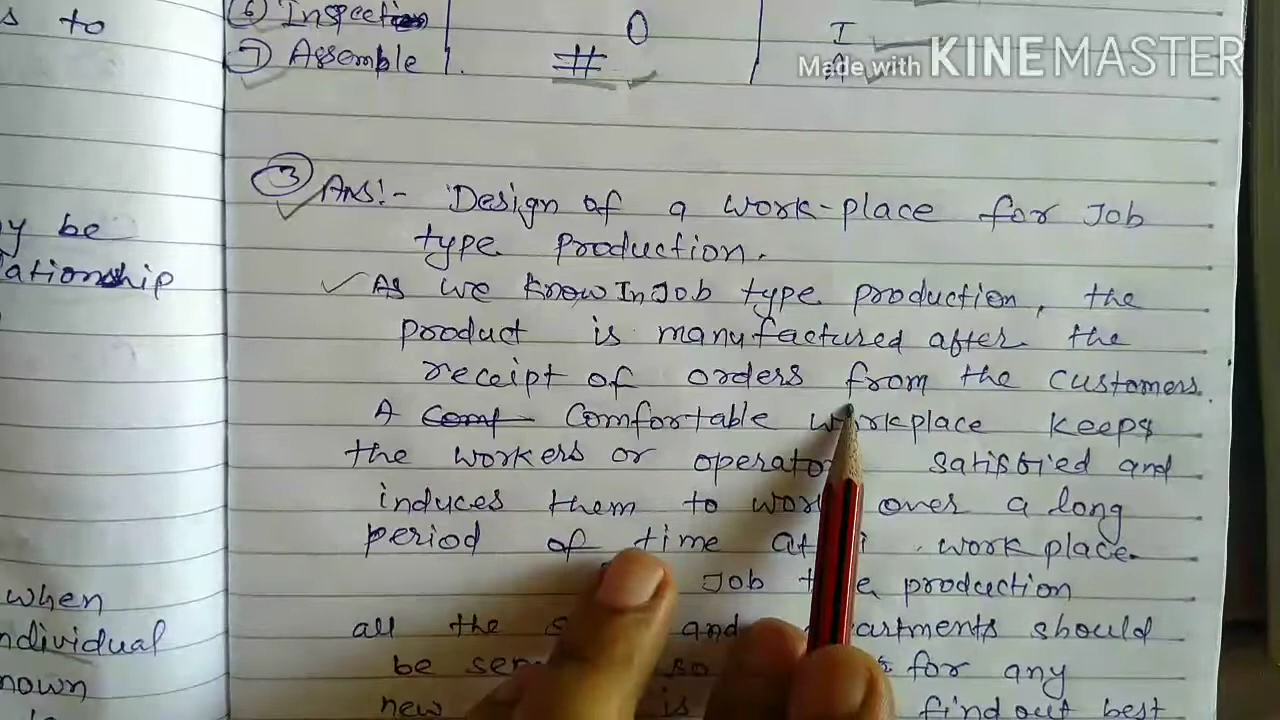 s to
y be
ationship
when
ndividual
nown
⑥ Inspection O I
⑦ Assemble # A
Made with KINEMASTER
③ Ans:- Design of a work-place for Job
type production.
As we know In Job type production, the
product is manufactured after the
receipt of orders from the customers.
A Comfortable workplace keeps
the workers or operato satisfied and
induces them to wor over a long
period of time at work place.
Job production
all the and artments should
be so for any
new is find out best